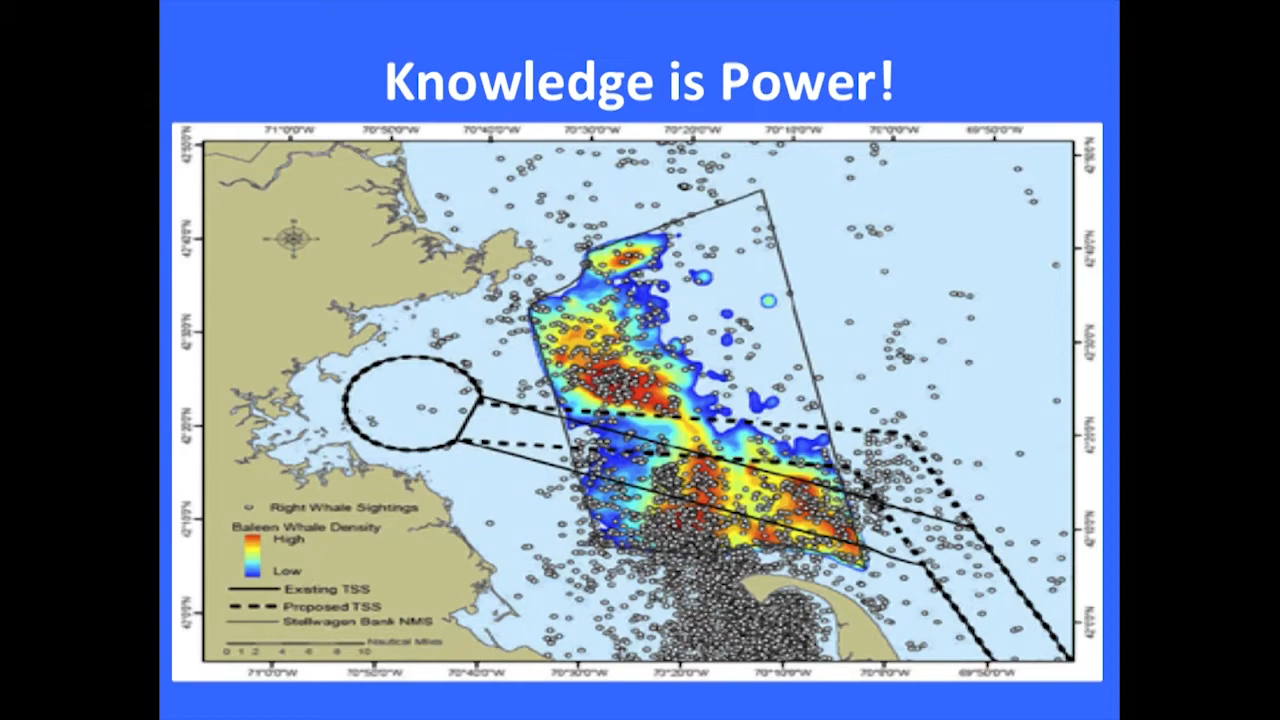 Knowledge is Power!
71°0'0"W 70°50'0"W 70°40'0"W 70°30'0"W 70°20'0"W 70°10'0"W 70°0'0"W 69°50'0"W
Right Whale Sightings
Baleen Whale Density
High
Low
Existing TSS
Proposed TSS
Stellwagen Bank NMS
Nautical Miles
0 1 2 4 6 8 10
71°0'0"W 70°50'0"W 70°40'0"W 70°30'0"W 70°20'0"W 70°10'0"W 70°0'0"W 69°50'0"W